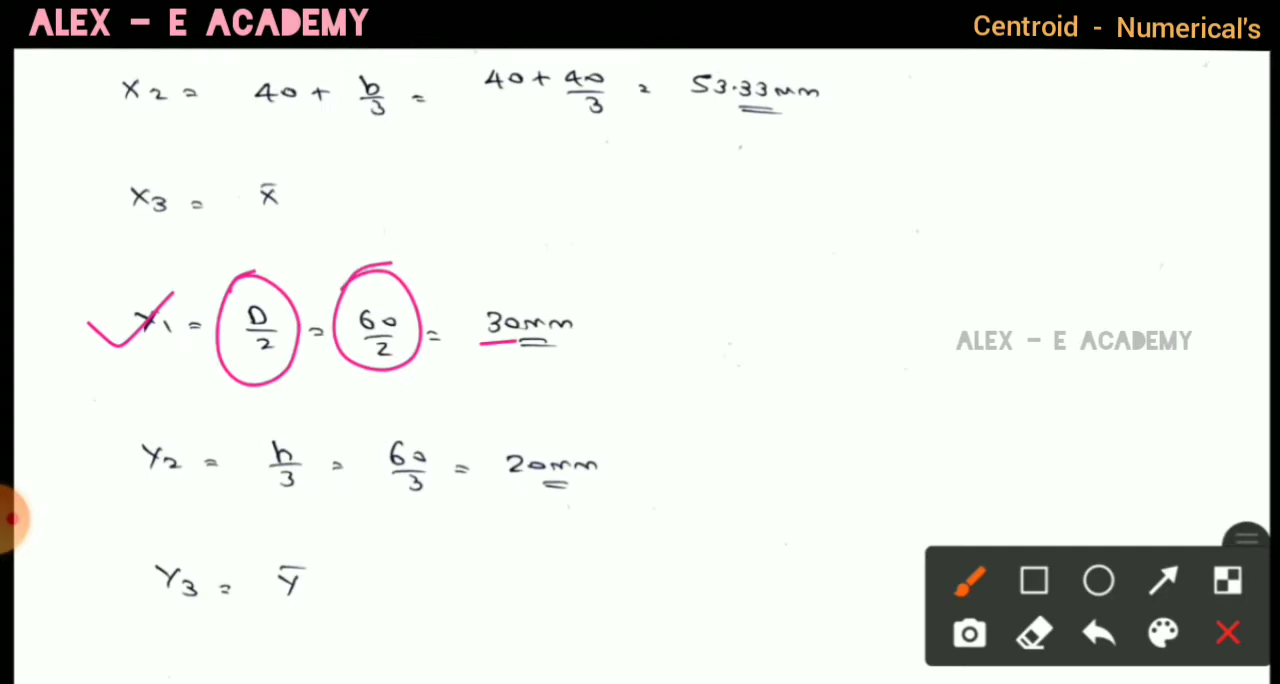 ALEX - E ACADEMY
Centroid - Numerical's
X2 = 40 + b/3 = 40 + 40/3 = 53.33mm
X3 = x̄
Y1 = D/2 = 60/2 = 30mm
ALEX - E ACADEMY
Y2 = h/3 = 60/3 = 20mm
Y3 = ȳ